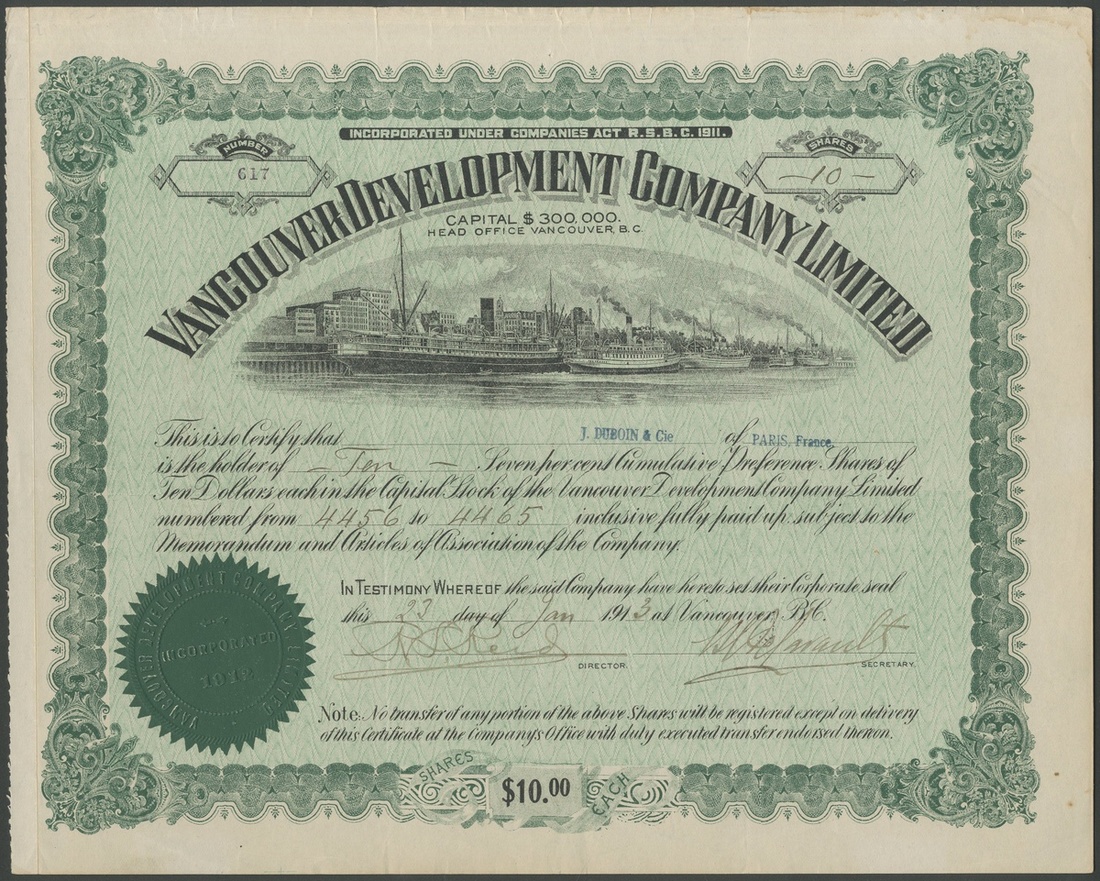 INCORPORATED UNDER COMPANIES ACT R.S.B.C. 1911.
NUMBER
617
SHARES
—10—
VANCOUVER DEVELOPMENT COMPANY LIMITED
CAPITAL $300,000.
HEAD OFFICE VANCOUVER, B.C.
This is to Certify that J. DUBOIN & Cie of PARIS, France.
is the holder of — Ten — Seven per cent Cumulative Preference Shares of
Ten Dollars each in the Capital Stock of the Vancouver Development Company Limited
numbered from 4456 to 4465 inclusive fully paid up subject to the
Memorandum and Articles of Association of the Company.
IN TESTIMONY WHEREOF the said Company have hereto set their Corporate seal
this 27 day of Jan 1913 at Vancouver, B.C.
DIRECTOR.
SECRETARY.
VANCOUVER DEVELOPMENT COMPANY LIMITED
INCORPORATED
1912
Note: No transfer of any portion of the above Shares will be registered except on delivery
of this Certificate at the Company's Office with duly executed transfer endorsed thereon.
SHARES
$10.00
EACH